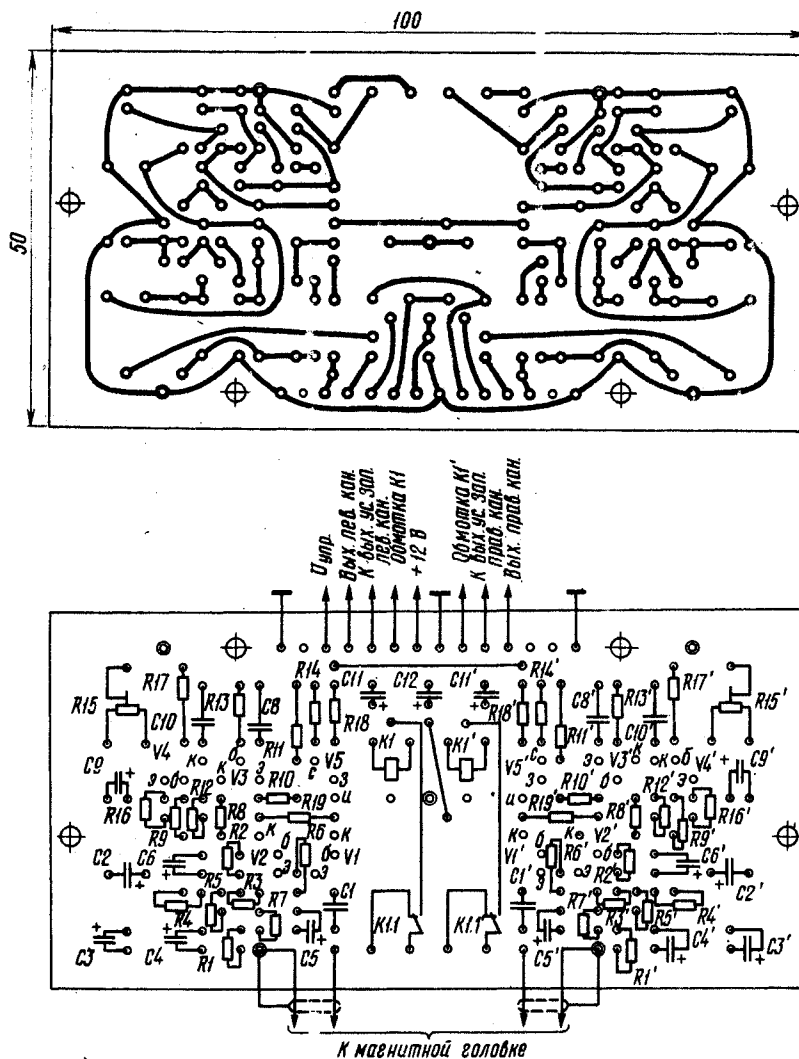 100
50
U упр.
Вых. лев. кан.
К вых. ус. зап.
лев. кан.
Обмотка К1
+ 12 В
Обмотка К1'
К вых. ус. зап.
прав. кан.
Вых. прав. кан.
R17 R14 C11 C12 C11' R14' R17'
R15 R13 C8 R18 R18' C8' R13' R15'
C10 R11 K1 K1' R11' C10'
V4 к б V5 V5' б V3' к к б
C9 э б к V3 э с з з э б к э V4' C9'
R12 R10 R10' R12'
R16 R8 R19 и и R19' R8' R16'
R9 R2 к R6 к к R6' к V2' R9'
C2 C6 V2 б э б V1 V1' б б R2' C6'
э э C1 C1' э э C2'
R5 R3 R7 R7' R3' R5' R4'
R4 K1.1 K1.1
C3 C4 R1 C5 C5' R1' C4' C3'
К магнитной головке